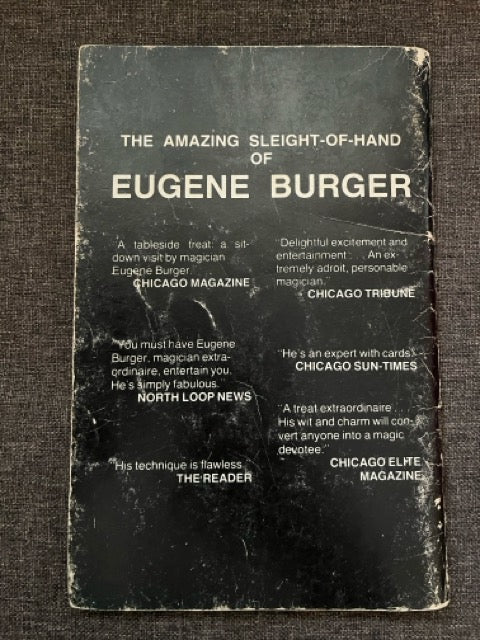 THE AMAZING SLEIGHT-OF-HAND
OF
EUGENE BURGER
"A tableside treat: a sit-
down visit by magician
Eugene Burger.
CHICAGO MAGAZINE
"You must have Eugene
Burger, magician extra-
ordinaire, entertain you.
He's simply fabulous.
NORTH LOOP NEWS
"His technique is flawless.
THE READER
"Delightful excitement and
entertainment . . . An ex-
tremely adroit, personable
magician."
CHICAGO TRIBUNE
"He's an expert with cards."
CHICAGO SUN-TIMES
"A treat extraordinaire.
His wit and charm will con-
vert anyone into a magic
devotee."
CHICAGO ELITE
MAGAZINE